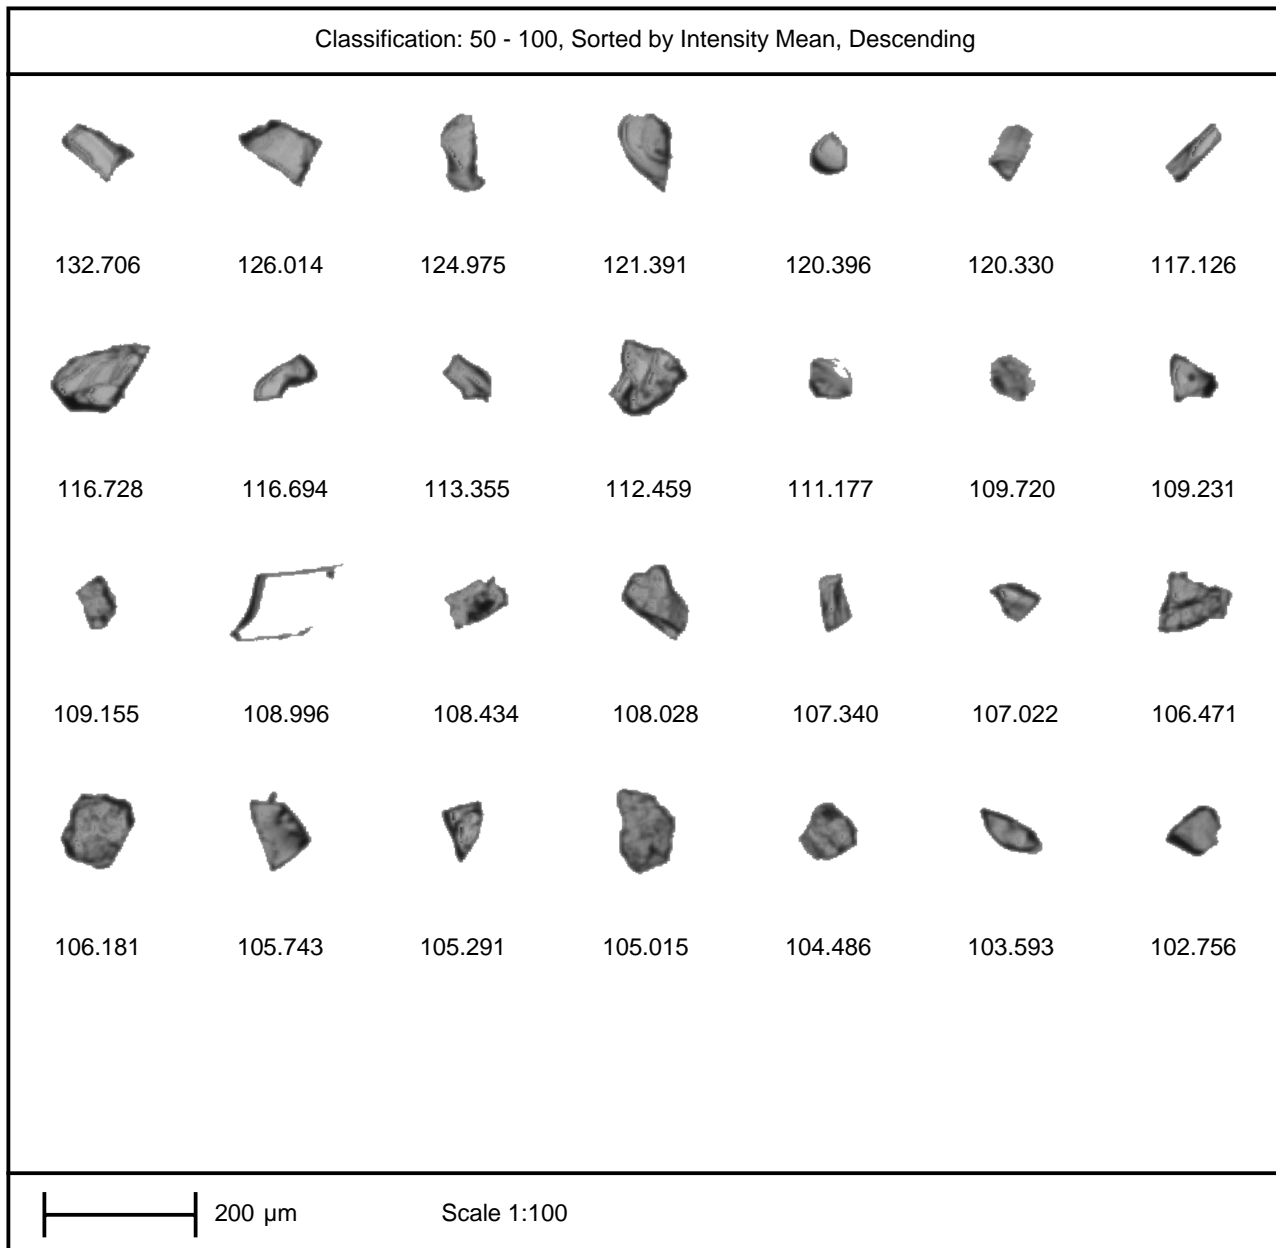 Classification: 50 - 100, Sorted by Intensity Mean, Descending
132.706 126.014 124.975 121.391 120.396 120.330 117.126
116.728 116.694 113.355 112.459 111.177 109.720 109.231
109.155 108.996 108.434 108.028 107.340 107.022 106.471
106.181 105.743 105.291 105.015 104.486 103.593 102.756
200 µm Scale 1:100